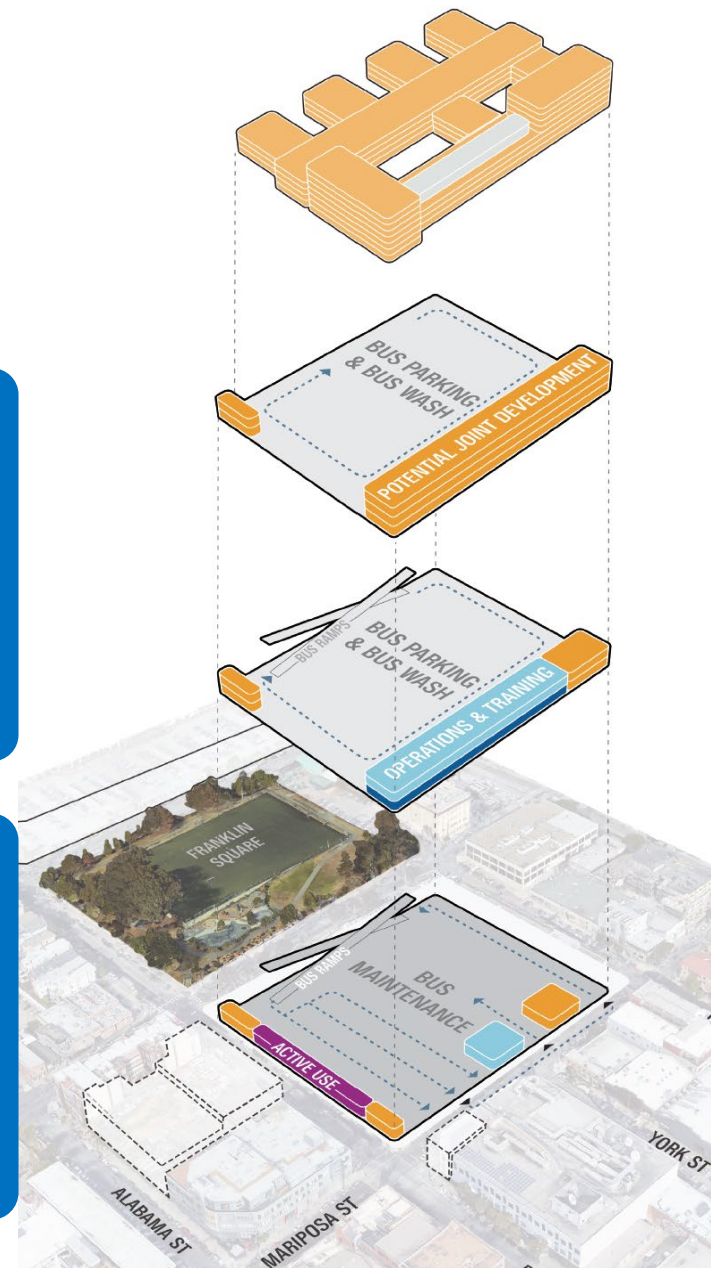 BUS PARKING
& BUS WASH
POTENTIAL JOINT DEVELOPMENT
BUS RAMPS
BUS PARKING
& BUS WASH
OPERATIONS & TRAINING
FRANKLIN
SQUARE
BUS RAMPS
BUS
MAINTENANCE
ACTIVE USE
YORK ST
ALABAMA ST
MARIPOSA ST